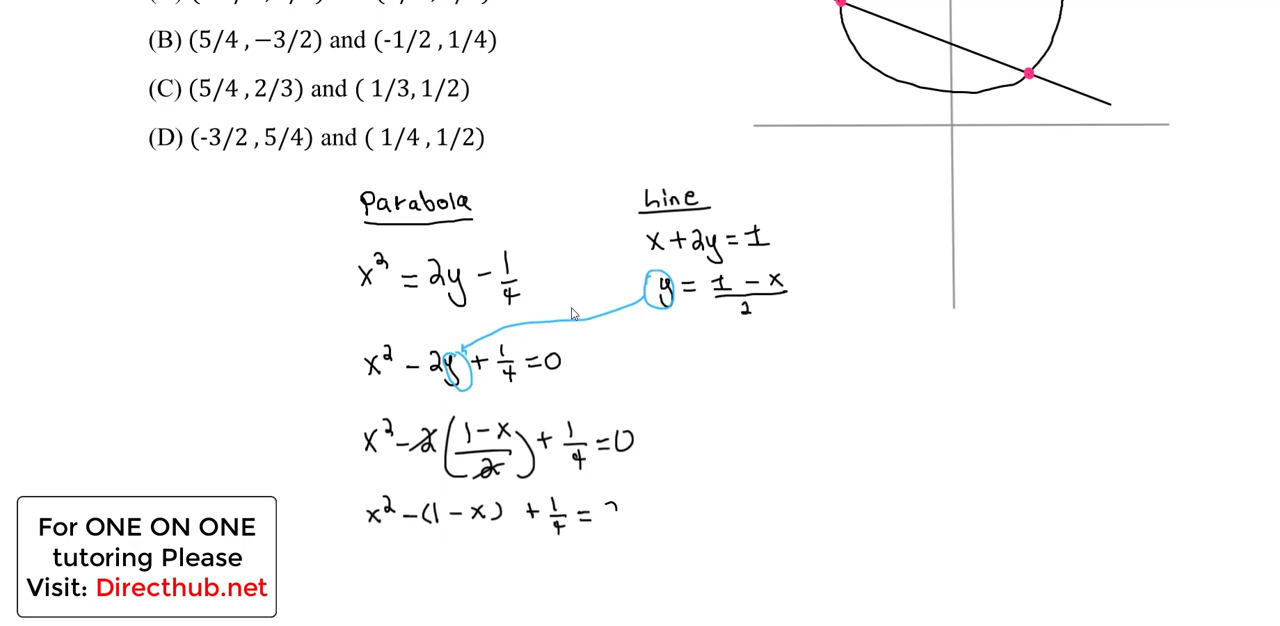 (B) (5/4 , −3/2) and (-1/2 , 1/4)
(C) (5/4 , 2/3) and ( 1/3, 1/2)
(D) (-3/2 , 5/4) and ( 1/4 , 1/2)
Parabola
Line
x² = 2y − 1/4
x + 2y = 1
y = (1 − x)/2
x² − 2y + 1/4 = 0
x² − 2((1−x)/2) + 1/4 = 0
x² − (1 − x) + 1/4 =
For ONE ON ONE
tutoring Please
Visit: Directhub.net